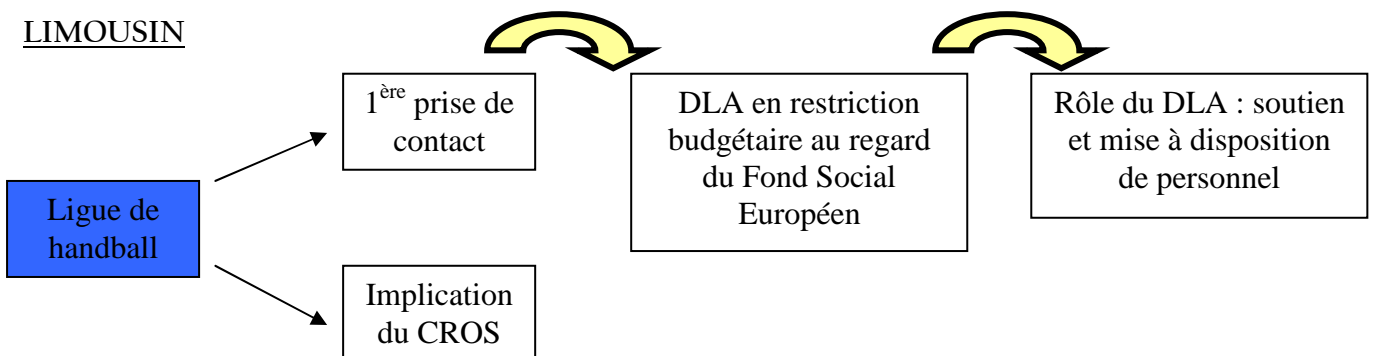 LIMOUSIN
1ère prise de
contact
DLA en restriction
budgétaire au regard
du Fond Social
Européen
Rôle du DLA : soutien
et mise à disposition
de personnel
Ligue de
handball
Implication
du CROS